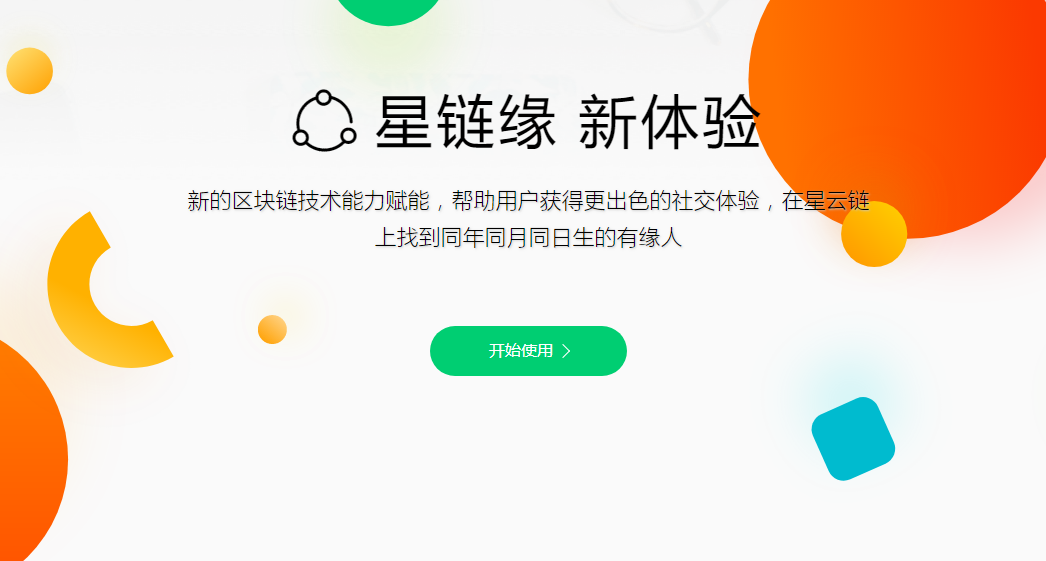 星链缘 新体验
新的区块链技术能力赋能，帮助用户获得更出色的社交体验，在星云链
上找到同年同月同日生的有缘人
开始使用